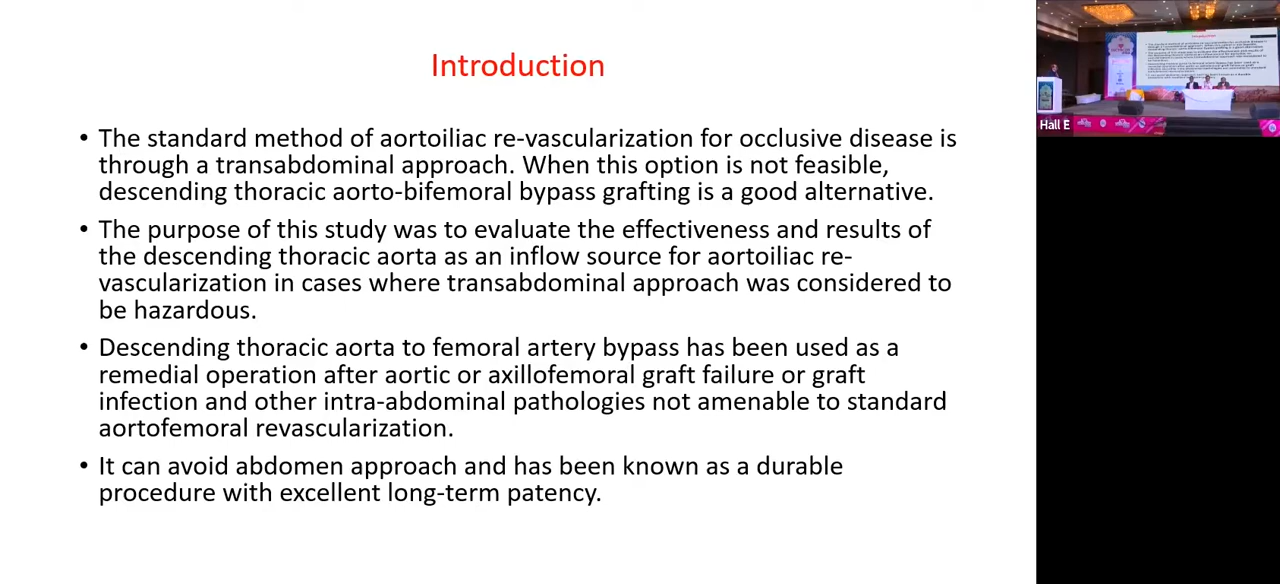 Introduction
• The standard method of aortoiliac re-vascularization for occlusive disease is
through a transabdominal approach. When this option is not feasible,
descending thoracic aorto-bifemoral bypass grafting is a good alternative.
• The purpose of this study was to evaluate the effectiveness and results of
the descending thoracic aorta as an inflow source for aortoiliac re-
vascularization in cases where transabdominal approach was considered to
be hazardous.
• Descending thoracic aorta to femoral artery bypass has been used as a
remedial operation after aortic or axillofemoral graft failure or graft
infection and other intra-abdominal pathologies not amenable to standard
aortofemoral revascularization.
• It can avoid abdomen approach and has been known as a durable
procedure with excellent long-term patency.
Hall E